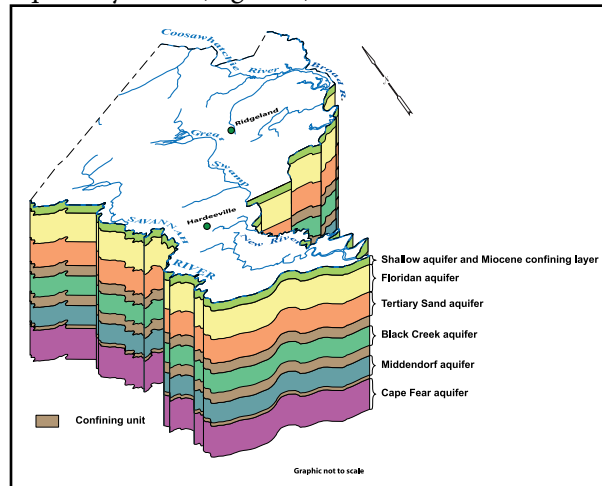 Coosawhatchie
River
Broad R.
Ridgeland
Great
Swamp
Hardeeville
SAVANNAH
RIVER
New River
Shallow aquifer and Miocene confining layer
Floridan aquifer
Tertiary Sand aquifer
Black Creek aquifer
Middendorf aquifer
Cape Fear aquifer
Confining unit
Graphic not to scale